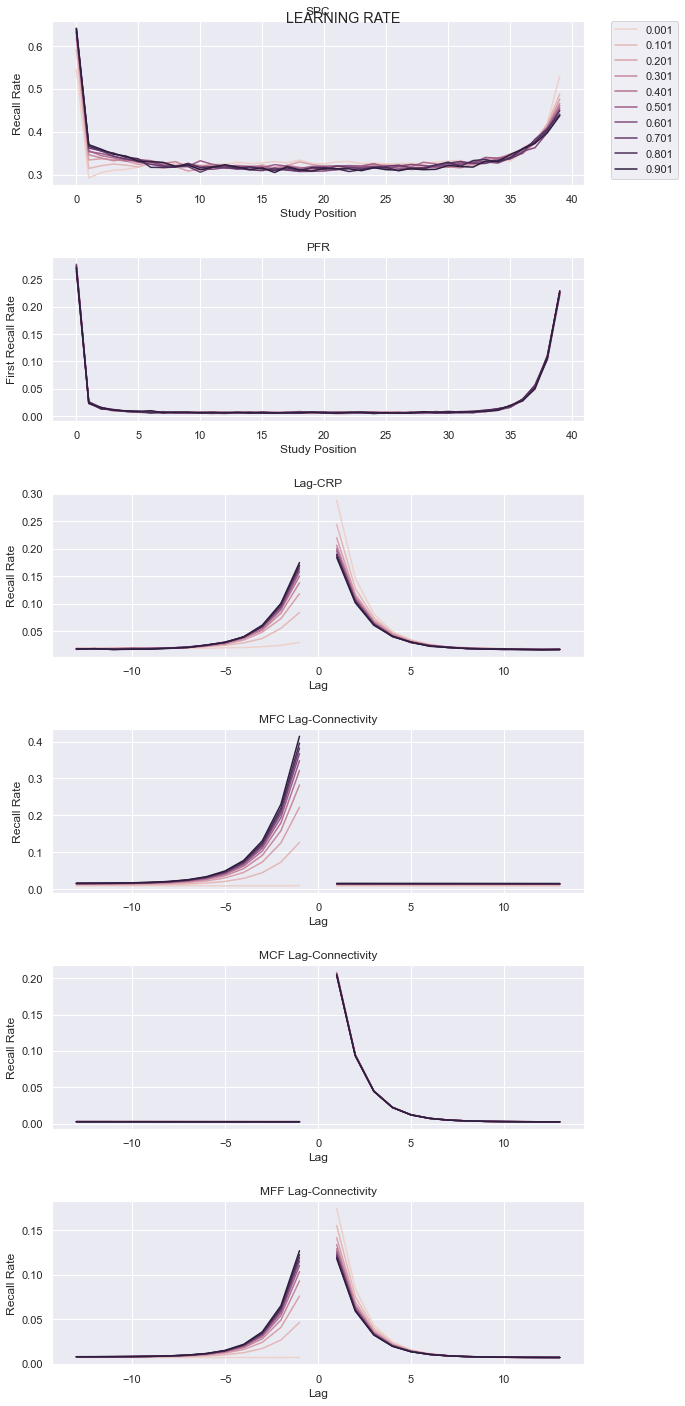 SPC
LEARNING RATE
0.6
0.5
0.4
0.3
Recall Rate
0 5 10 15 20 25 30 35 40
Study Position
0.001
0.101
0.201
0.301
0.401
0.501
0.601
0.701
0.801
0.901
PFR
0.25
0.20
0.15
0.10
0.05
0.00
First Recall Rate
0 5 10 15 20 25 30 35 40
Study Position
Lag-CRP
0.30
0.25
0.20
0.15
0.10
0.05
Recall Rate
−10 −5 0 5 10
Lag
MFC Lag-Connectivity
0.4
0.3
0.2
0.1
0.0
Recall Rate
−10 −5 0 5 10
Lag
MCF Lag-Connectivity
0.20
0.15
0.10
0.05
0.00
Recall Rate
−10 −5 0 5 10
Lag
MFF Lag-Connectivity
0.15
0.10
0.05
0.00
Recall Rate
−10 −5 0 5 10
Lag